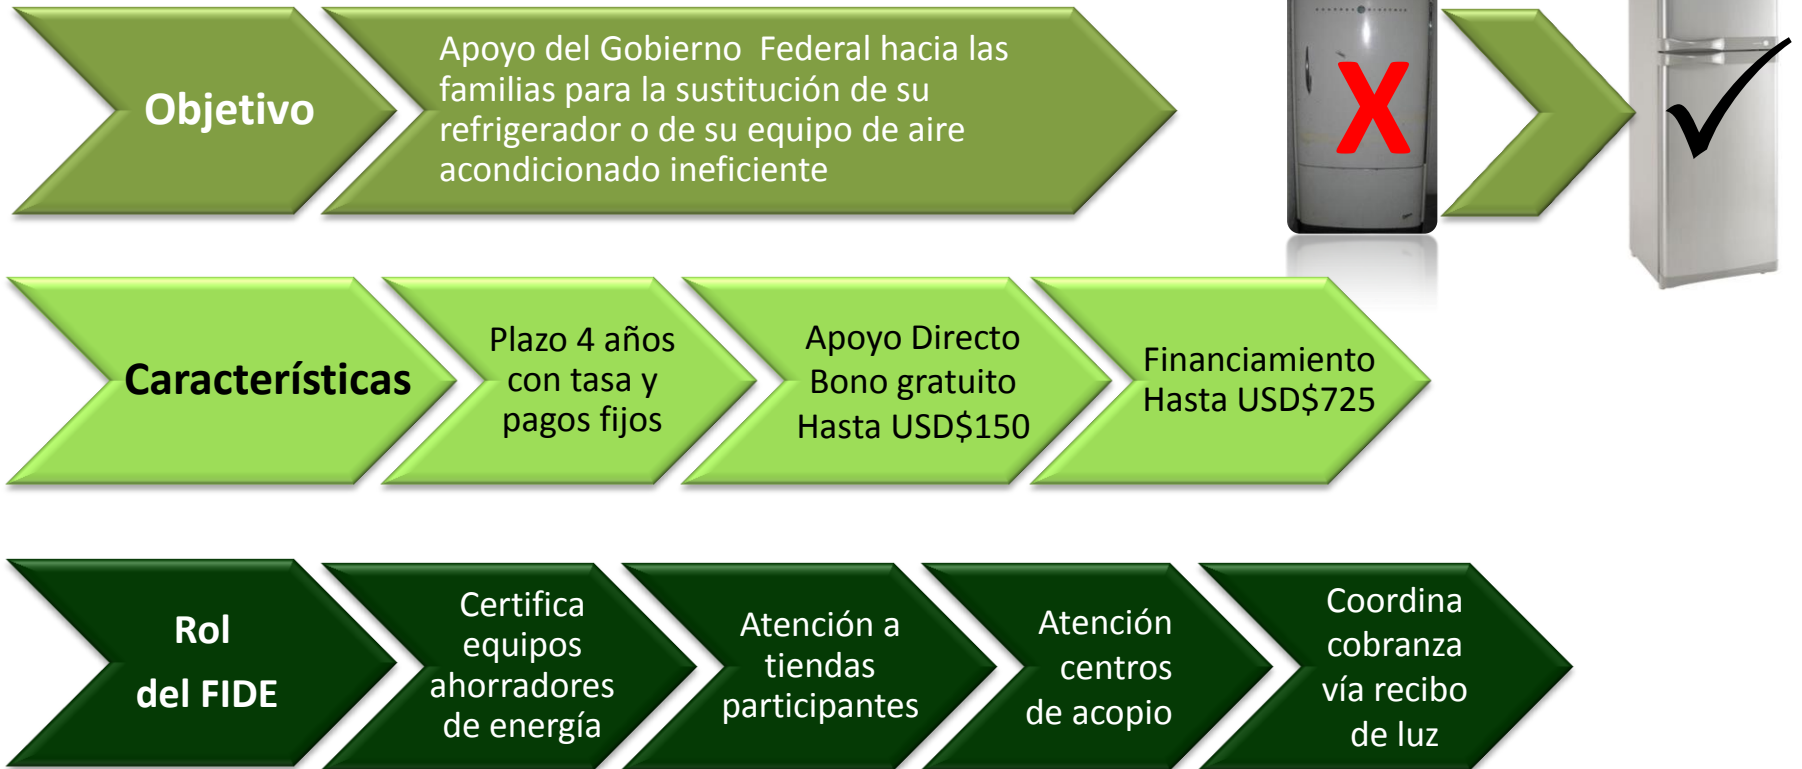 Objetivo
Apoyo del Gobierno Federal hacia las
familias para la sustitución de su
refrigerador o de su equipo de aire
acondicionado ineficiente
X
Características
Plazo 4 años
con tasa y
pagos fijos
Apoyo Directo
Bono gratuito
Hasta USD$150
Financiamiento
Hasta USD$725
Rol
del FIDE
Certifica
equipos
ahorradores
de energía
Atención a
tiendas
participantes
Atención
centros
de acopio
Coordina
cobranza
vía recibo
de luz